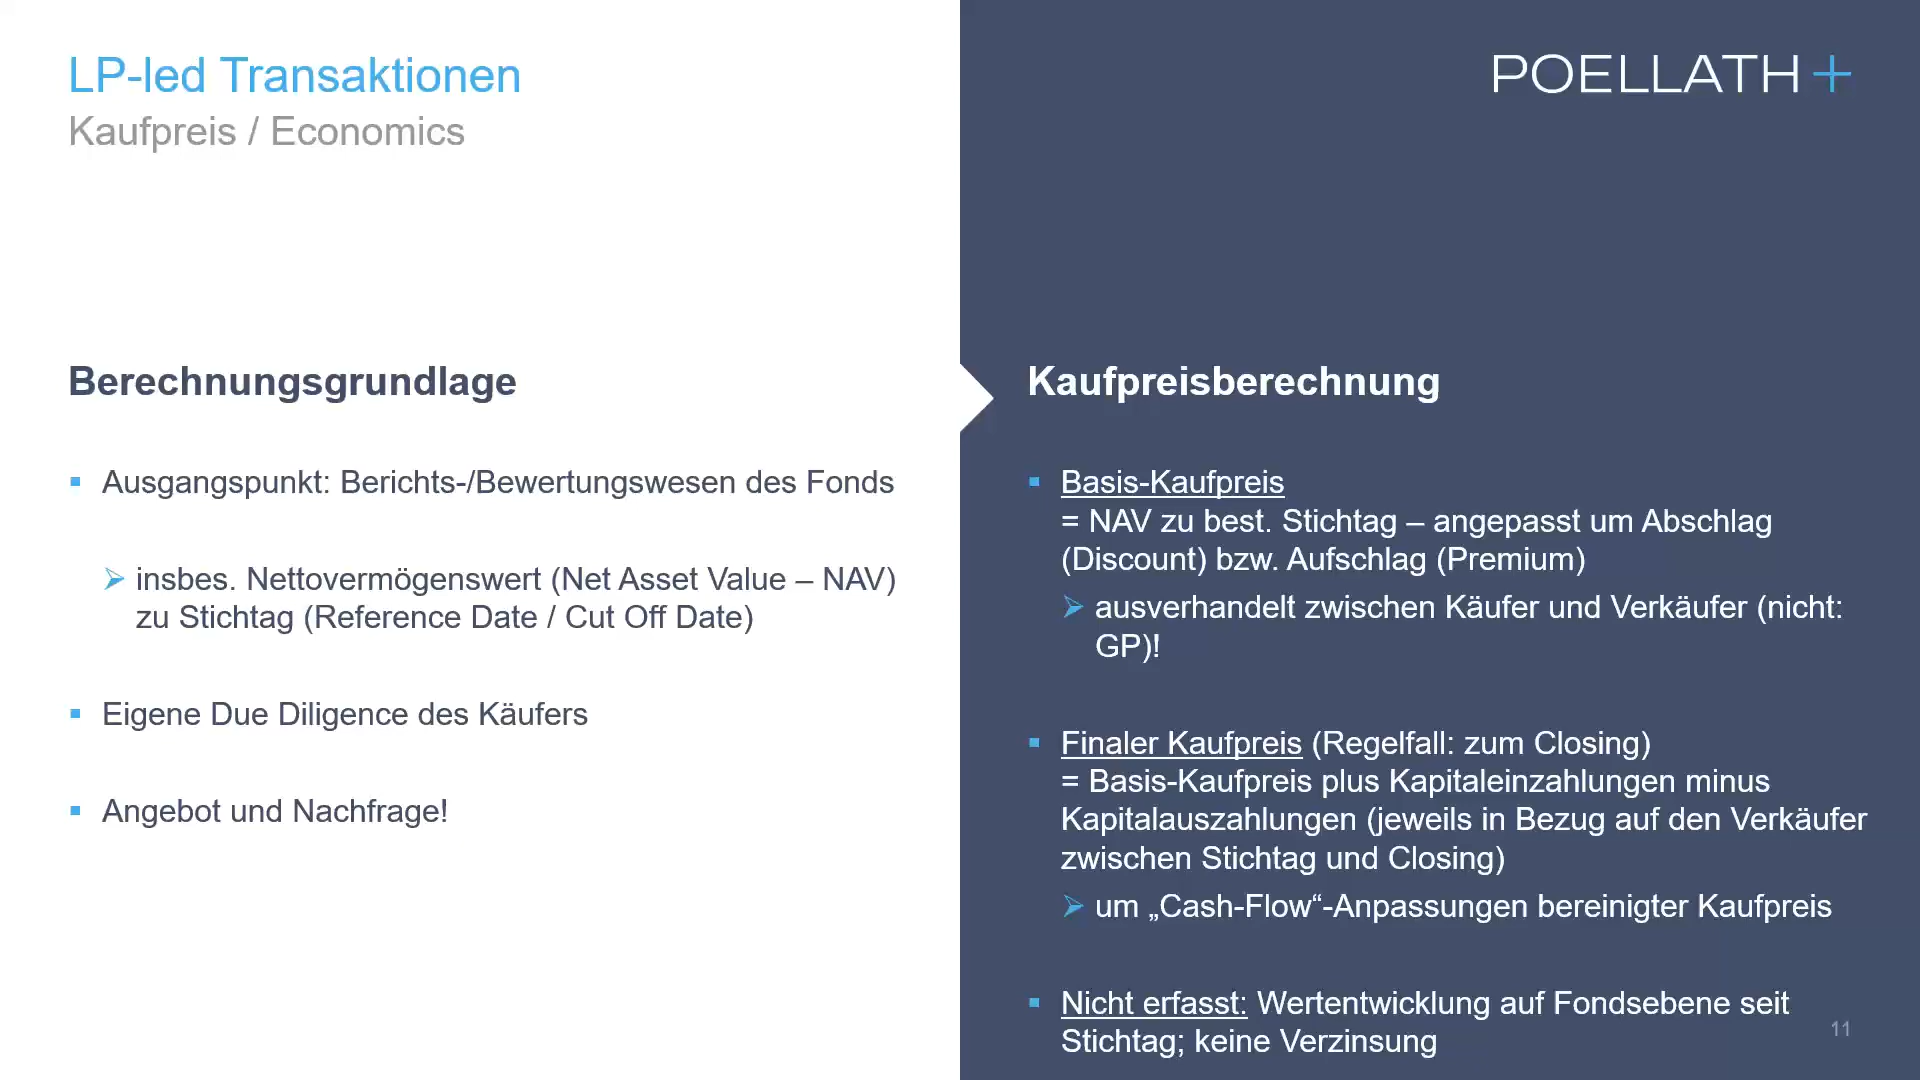 LP-led Transaktionen
Kaufpreis / Economics
POELLATH+
Berechnungsgrundlage
▪ Ausgangspunkt: Berichts-/Bewertungswesen des Fonds
➢ insbes. Nettovermögenswert (Net Asset Value – NAV)
zu Stichtag (Reference Date / Cut Off Date)
▪ Eigene Due Diligence des Käufers
▪ Angebot und Nachfrage!
Kaufpreisberechnung
▪ Basis-Kaufpreis
= NAV zu best. Stichtag – angepasst um Abschlag
(Discount) bzw. Aufschlag (Premium)
➢ ausverhandelt zwischen Käufer und Verkäufer (nicht:
GP)!
▪ Finaler Kaufpreis (Regelfall: zum Closing)
= Basis-Kaufpreis plus Kapitaleinzahlungen minus
Kapitalauszahlungen (jeweils in Bezug auf den Verkäufer
zwischen Stichtag und Closing)
➢ um „Cash-Flow“-Anpassungen bereinigter Kaufpreis
▪ Nicht erfasst: Wertentwicklung auf Fondsebene seit
Stichtag; keine Verzinsung
11